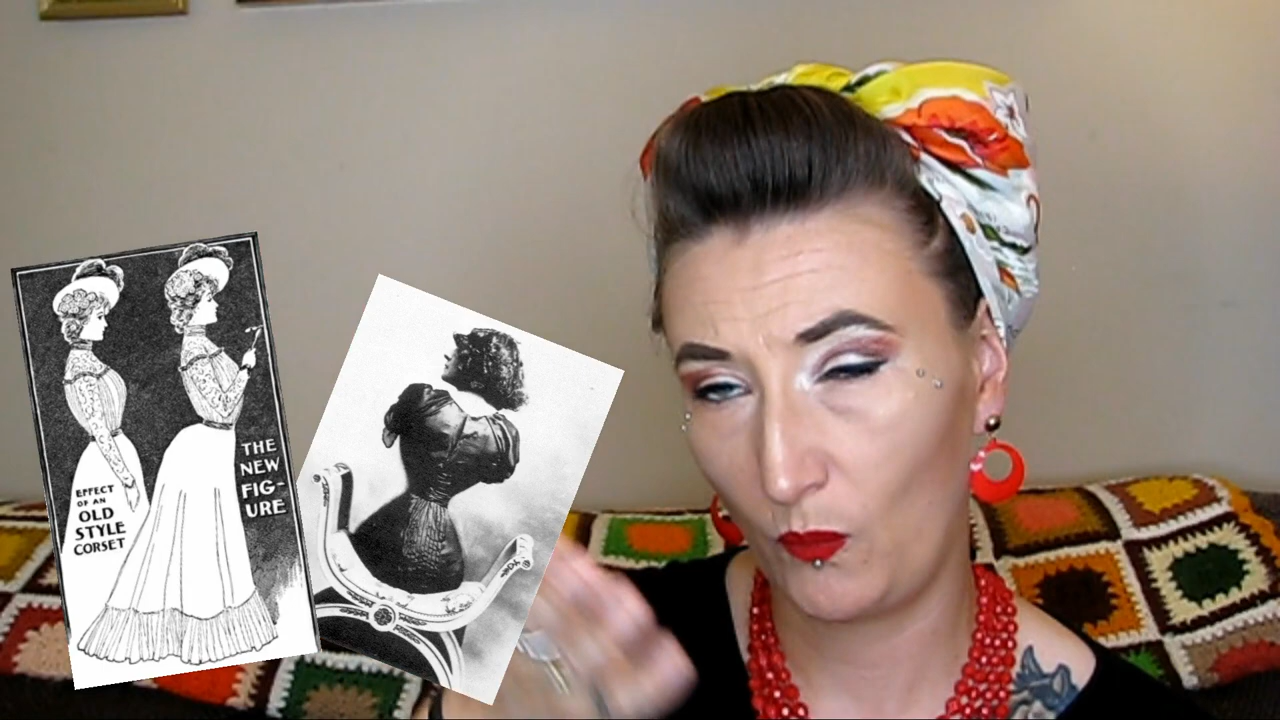 EFFECT
OF AN
OLD
STYLE
CORSET
THE
NEW
FIG-
URE